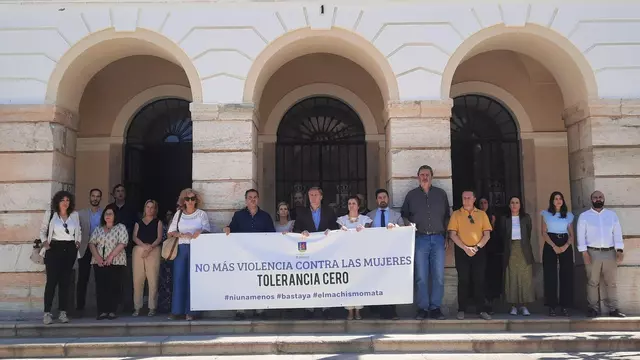 NO MÁS VIOLENCIA CONTRA LAS MUJERES
TOLERANCIA CERO
#niunamenos #bastaya #elmachismomata